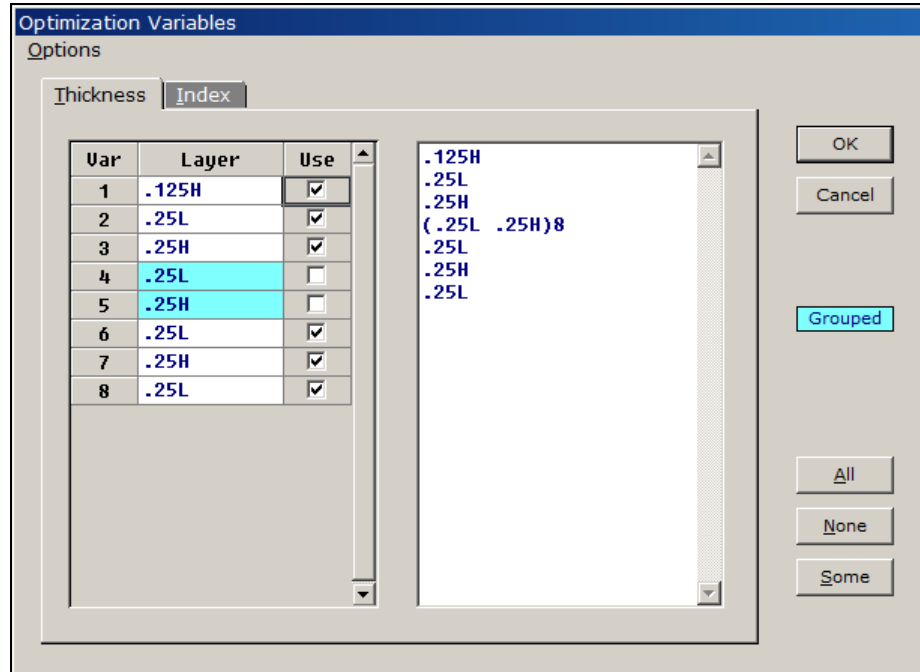 Optimization Variables
Options
Thickness Index
Var Layer Use
1 .125H
2 .25L
3 .25H
4 .25L
5 .25H
6 .25L
7 .25H
8 .25L
.125H
.25L
.25H
(.25L .25H)8
.25L
.25H
.25L
OK
Cancel
Grouped
All
None
Some